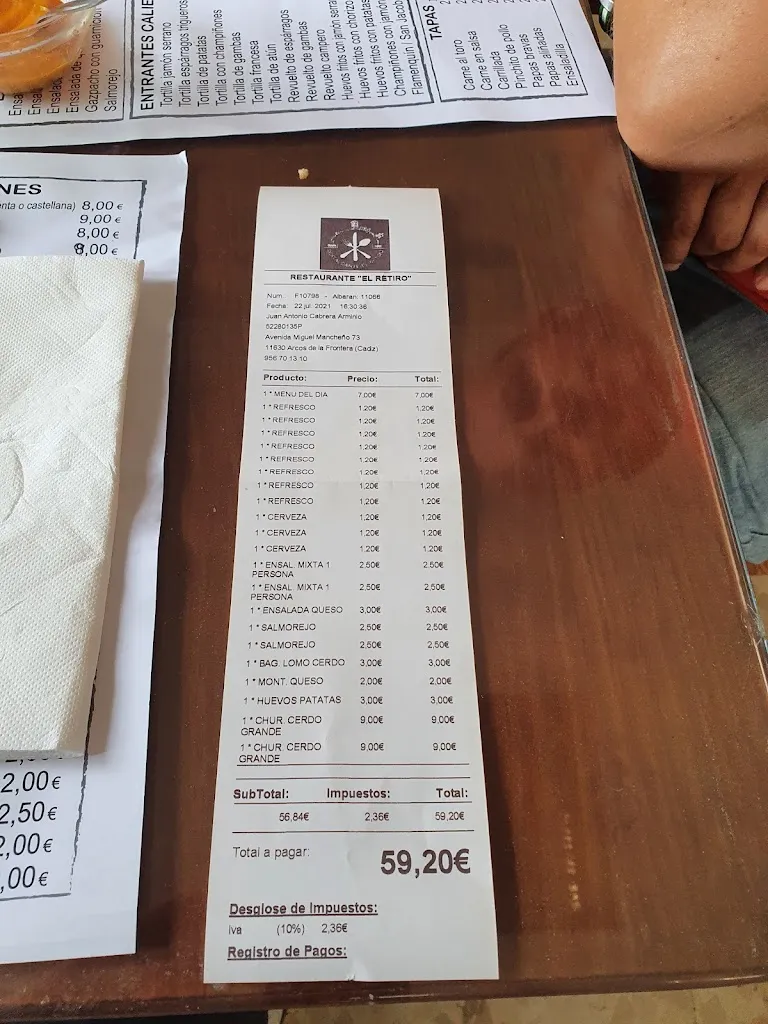 Gazpacho con guarnición
Salmorejo
ENTRANTES CALIE
Tortilla jamón serrano
Tortilla espárragos trigueros
Tortilla de patatas
Tortilla con champiñones
Tortilla de gambas
Tortilla francesa
Tortilla de atún
Revuelto de espárragos
Revuelto de gambas
Revuelto campero
Huevos fritos con jamón serra
Huevos fritos con chorizo
Huevos fritos con patatas
Champiñones con jamón
Flamenquín / San Jacobo
TAPAS
Carne al toro
Carne en salsa
Carrillada
Pinchito de pollo
Papas bravas
Papas aliñadas
Ensaladilla
NES
enta o castellana) 8,00 €
9,00 €
8,00 €
8,00 €
2,00 €
2,50 €
2,00 €
,00 €
RESTAURANTE "EL RETIRO"
Num. F10798 - Albaran: 11066
Fecha: 22 jul. 2021 16:30:36
Juan Antonio Cabrera Arminio
52280135P
Avenida Miguel Mancheño 73
11630 Arcos de la Frontera (Cadiz)
956 70 13 10
Producto: Precio: Total:
1 * MENU DEL DIA 7,00€ 7,00€
1 * REFRESCO 1,20€ 1,20€
1 * REFRESCO 1,20€ 1,20€
1 * REFRESCO 1,20€ 1,20€
1 * REFRESCO 1,20€ 1,20€
1 * REFRESCO 1,20€ 1,20€
1 * REFRESCO 1,20€ 1,20€
1 * REFRESCO 1,20€ 1,20€
1 * REFRESCO 1,20€ 1,20€
1 * CERVEZA 1,20€ 1,20€
1 * CERVEZA 1,20€ 1,20€
1 * CERVEZA 1,20€ 1,20€
1 * ENSAL. MIXTA 1 2,50€ 2,50€
PERSONA
1 * ENSAL. MIXTA 1 2,50€ 2,50€
PERSONA
1 * ENSALADA QUESO 3,00€ 3,00€
1 * SALMOREJO 2,50€ 2,50€
1 * SALMOREJO 2,50€ 2,50€
1 * BAG. LOMO CERDO 3,00€ 3,00€
1 * MONT. QUESO 2,00€ 2,00€
1 * HUEVOS PATATAS 3,00€ 3,00€
1 * CHUR. CERDO 9,00€ 9,00€
GRANDE
1 * CHUR. CERDO 9,00€ 9,00€
GRANDE
SubTotal: Impuestos: Total:
56,84€ 2,36€ 59,20€
Total a pagar: 59,20€
Desglose de Impuestos:
Iva (10%) 2,36€
Registro de Pagos: